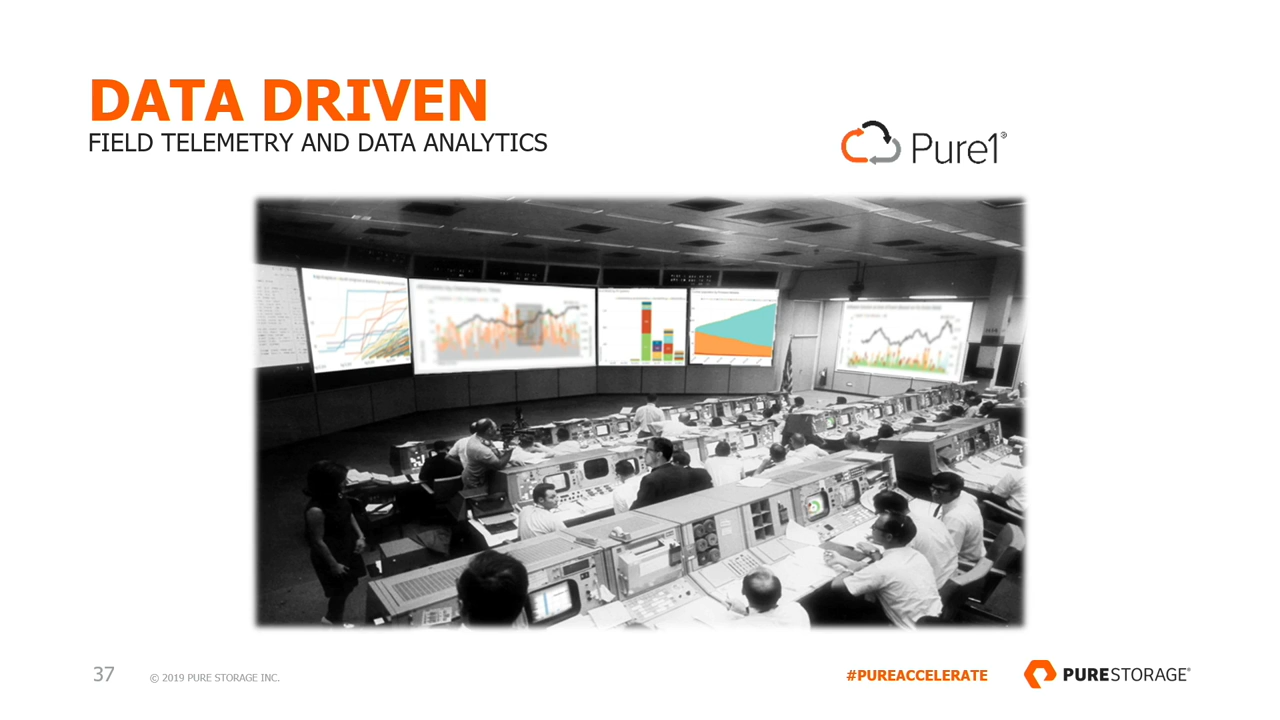 DATA DRIVEN
FIELD TELEMETRY AND DATA ANALYTICS
Pure1®
37
© 2019 PURE STORAGE INC.
#PUREACCELERATE
PURESTORAGE®